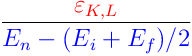 ε_{K,L}
E_n − (E_i + E_f)/2